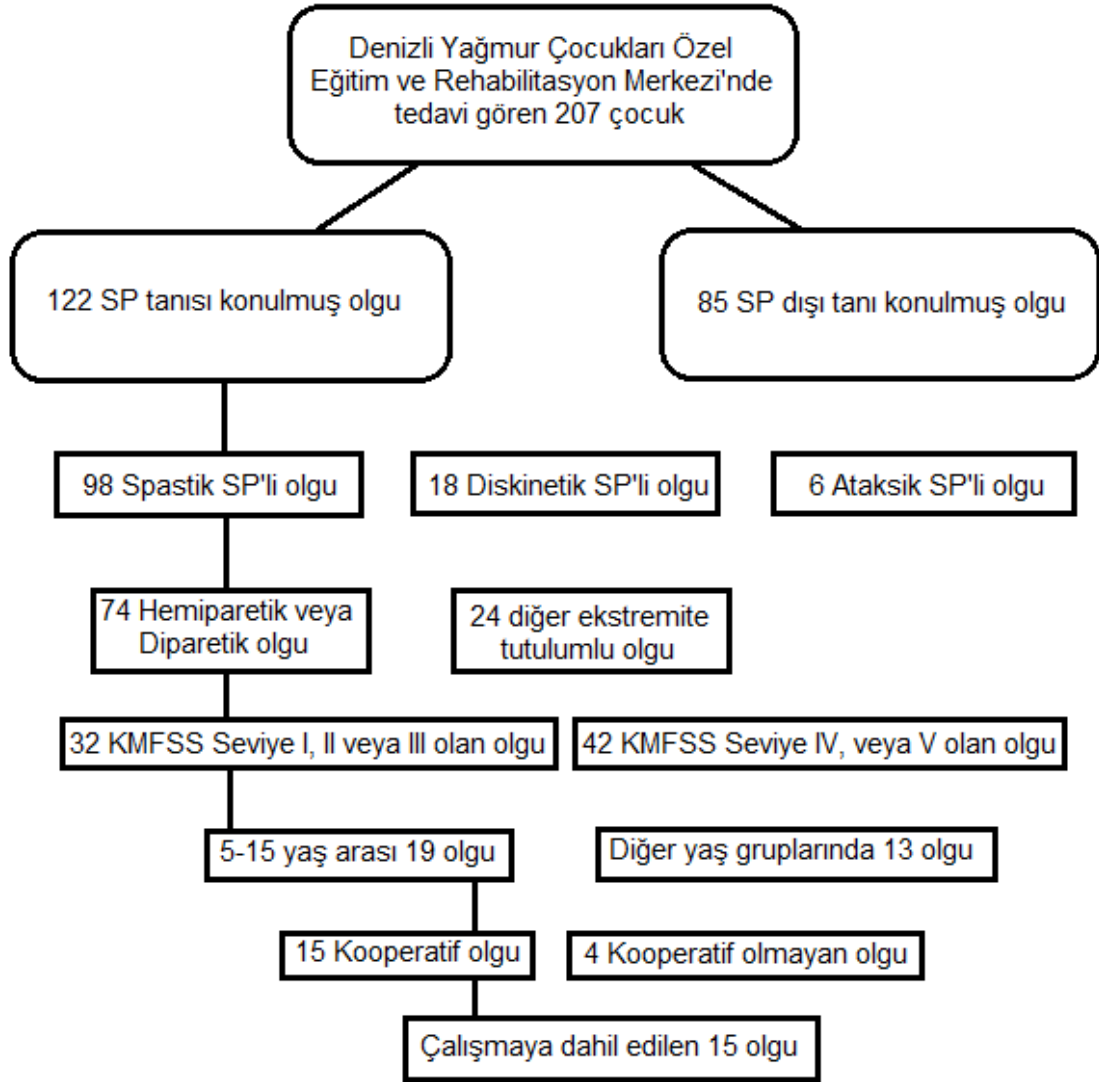 Denizli Yağmur Çocukları Özel
Eğitim ve Rehabilitasyon Merkezi'nde
tedavi gören 207 çocuk
122 SP tanısı konulmuş olgu
85 SP dışı tanı konulmuş olgu
98 Spastik SP'li olgu
18 Diskinetik SP'li olgu
6 Ataksik SP'li olgu
74 Hemiparetik veya
Diparetik olgu
24 diğer ekstremite
tutulumlu olgu
32 KMFSS Seviye I, II veya III olan olgu
42 KMFSS Seviye IV, veya V olan olgu
5-15 yaş arası 19 olgu
Diğer yaş gruplarında 13 olgu
15 Kooperatif olgu
4 Kooperatif olmayan olgu
Çalışmaya dahil edilen 15 olgu